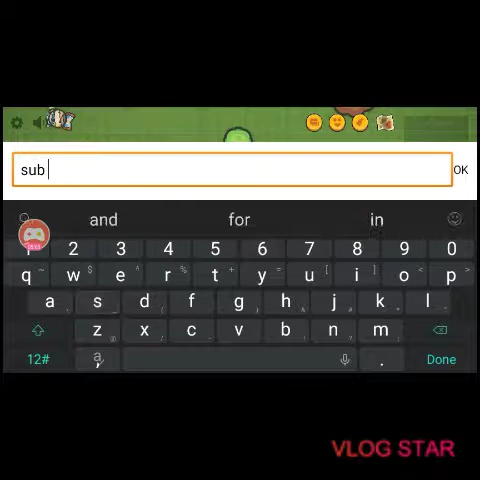 sub
OK
and for in
1 2 3 4 5 6 7 8 9 0
q w e r t y u i o p
a s d f g h j k l
z x c v b n m
12# , . Done
VLOG STAR